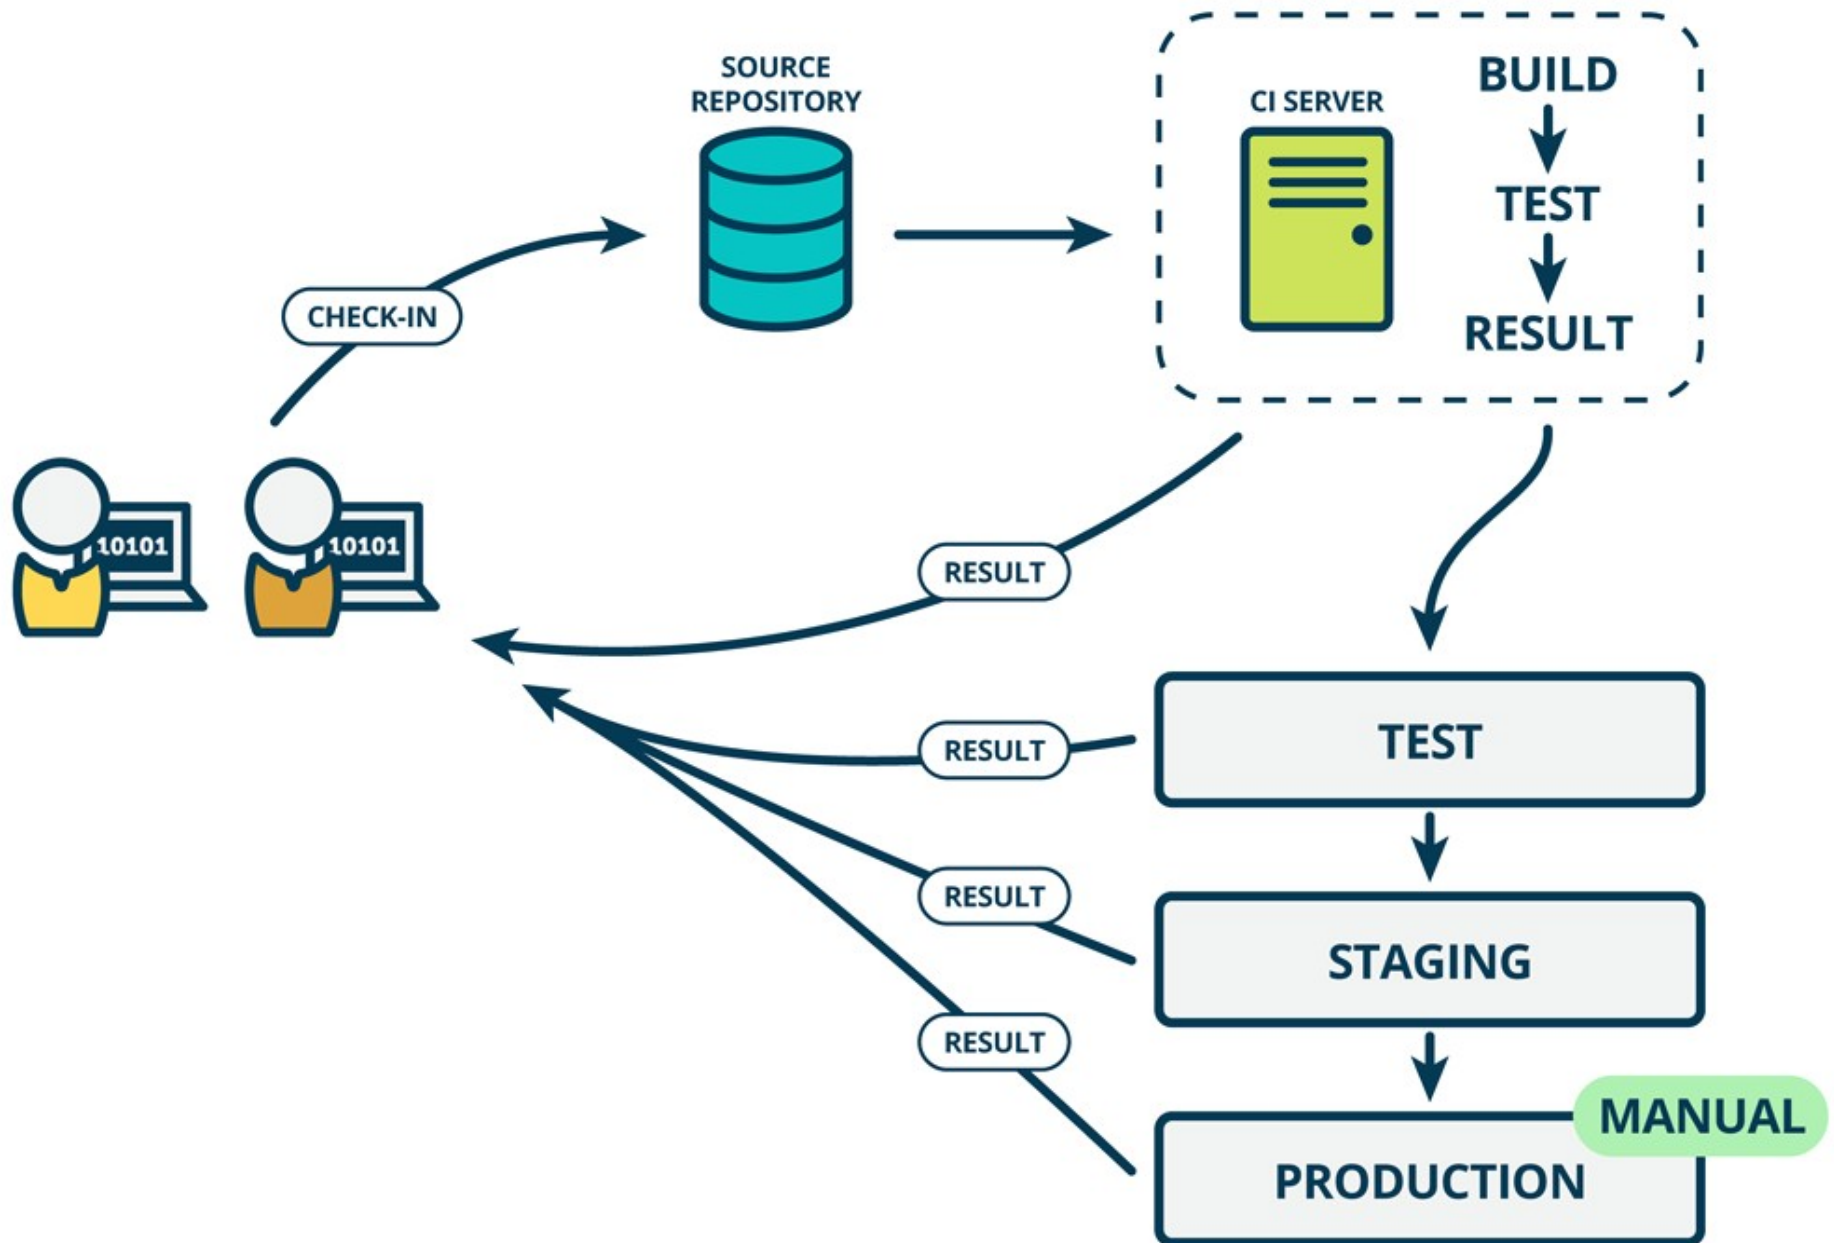 SOURCE
REPOSITORY
CI SERVER
BUILD
TEST
RESULT
CHECK-IN
10101
10101
RESULT
RESULT
TEST
RESULT
STAGING
RESULT
MANUAL
PRODUCTION